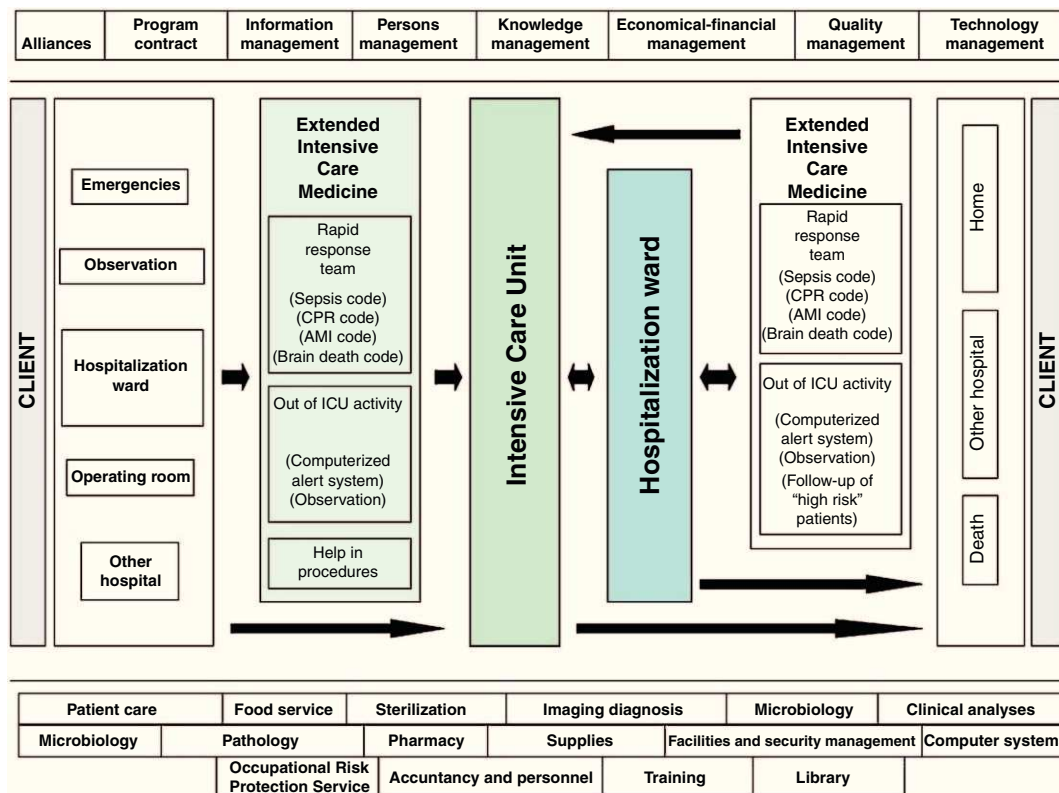 Alliances
Program
contract
Information
management
Persons
management
Knowledge
management
Economical-financial
management
Quality
management
Technology
management
CLIENT
Emergencies
Observation
Hospitalization
ward
Operating room
Other
hospital
Extended
Intensive
Care
Medicine
Rapid
response
team
(Sepsis code)
(CPR code)
(AMI code)
(Brain death code)
Out of ICU activity
(Computerized
alert system)
(Observation)
Help in
procedures
Intensive Care Unit
Hospitalization ward
Extended
Intensive
Care
Medicine
Rapid
response
team
(Sepsis code)
(CPR code)
(AMI code)
(Brain death code)
Out of ICU activity
(Computerized
alert system)
(Observation)
(Follow-up of
“high risk”
patients)
Home
Other hospital
Death
CLIENT
Patient care
Food service
Sterilization
Imaging diagnosis
Microbiology
Clinical analyses
Microbiology
Pathology
Pharmacy
Supplies
Facilities and security management
Computer system
Occupational Risk
Protection Service
Accuntancy and personnel
Training
Library